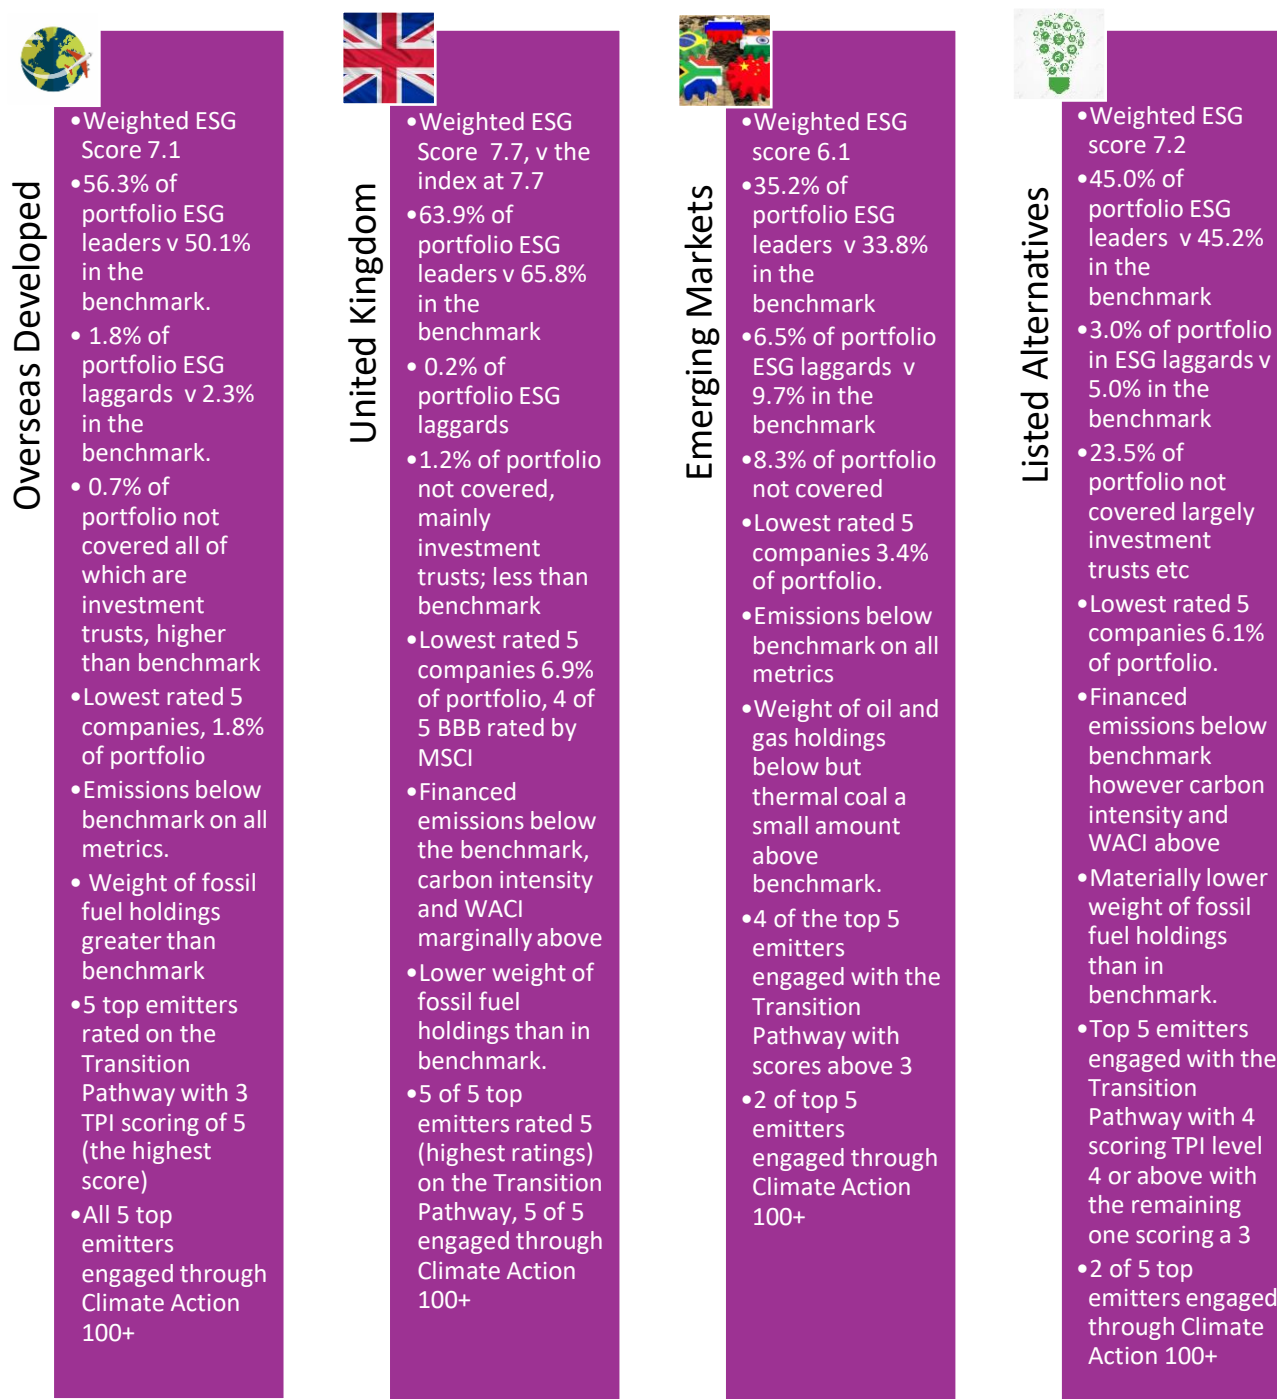 Overseas Developed
•Weighted ESG
Score 7.1
•56.3% of
portfolio ESG
leaders v 50.1%
in the
benchmark.
• 1.8% of
portfolio ESG
laggards v 2.3%
in the
benchmark.
• 0.7% of
portfolio not
covered all of
which are
investment
trusts, higher
than benchmark
•Lowest rated 5
companies, 1.8%
of portfolio
•Emissions below
benchmark on all
metrics.
• Weight of fossil
fuel holdings
greater than
benchmark
•5 top emitters
rated on the
Transition
Pathway with 3
TPI scoring of 5
(the highest
score)
•All 5 top
emitters
engaged through
Climate Action
100+
United Kingdom
•Weighted ESG
Score 7.7, v the
index at 7.7
•63.9% of
portfolio ESG
leaders v 65.8%
in the
benchmark
• 0.2% of
portfolio ESG
laggards
•1.2% of portfolio
not covered,
mainly
investment
trusts; less than
benchmark
•Lowest rated 5
companies 6.9%
of portfolio, 4 of
5 BBB rated by
MSCI
•Financed
emissions below
the benchmark,
carbon intensity
and WACI
marginally above
•Lower weight of
fossil fuel
holdings than in
benchmark.
•5 of 5 top
emitters rated 5
(highest ratings)
on the Transition
Pathway, 5 of 5
engaged through
Climate Action
100+
Emerging Markets
•Weighted ESG
score 6.1
•35.2% of
portfolio ESG
leaders v 33.8%
in the
benchmark
•6.5% of portfolio
ESG laggards v
9.7% in the
benchmark
•8.3% of portfolio
not covered
•Lowest rated 5
companies 3.4%
of portfolio.
•Emissions below
benchmark on all
metrics
•Weight of oil and
gas holdings
below but
thermal coal a
small amount
above
benchmark.
•4 of the top 5
emitters
engaged with the
Transition
Pathway with
scores above 3
•2 of top 5
emitters
engaged through
Climate Action
100+
Listed Alternatives
•Weighted ESG
score 7.2
•45.0% of
portfolio ESG
leaders v 45.2%
in the
benchmark
•3.0% of portfolio
in ESG laggards v
5.0% in the
benchmark
•23.5% of
portfolio not
covered largely
investment
trusts etc
•Lowest rated 5
companies 6.1%
of portfolio.
•Financed
emissions below
benchmark
however carbon
intensity and
WACI above
•Materially lower
weight of fossil
fuel holdings
than in
benchmark.
•Top 5 emitters
engaged with the
Transition
Pathway with 4
scoring TPI level
4 or above with
the remaining
one scoring a 3
•2 of 5 top
emitters engaged
through Climate
Action 100+